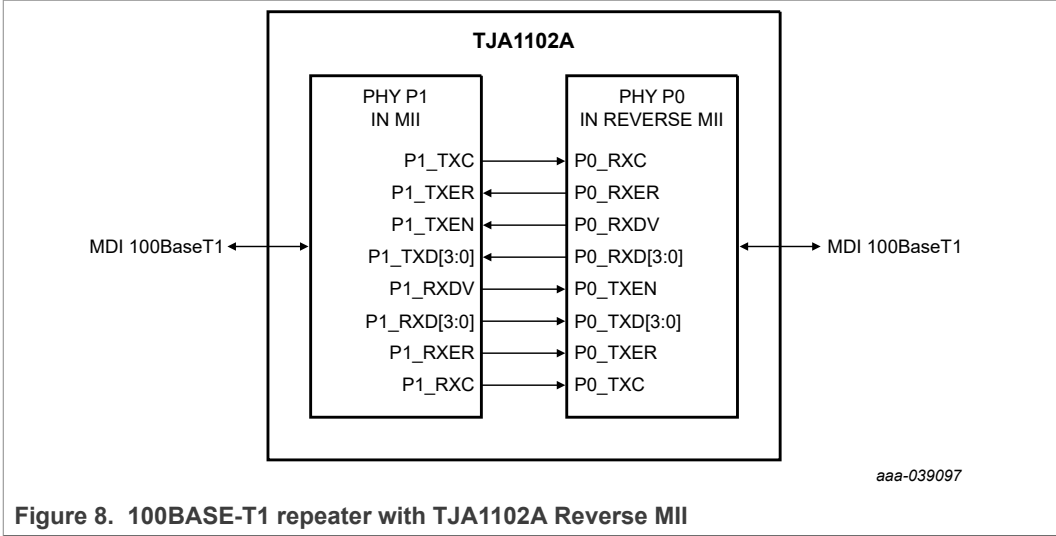 TJA1102A
PHY P1
IN MII
PHY P0
IN REVERSE MII
P1_TXC
P0_RXC
P1_TXER
P0_RXER
P1_TXEN
P0_RXDV
MDI 100BaseT1
P1_TXD[3:0]
P0_RXD[3:0]
MDI 100BaseT1
P1_RXDV
P0_TXEN
P1_RXD[3:0]
P0_TXD[3:0]
P1_RXER
P0_TXER
P1_RXC
P0_TXC
aaa-039097
Figure 8. 100BASE-T1 repeater with TJA1102A Reverse MII